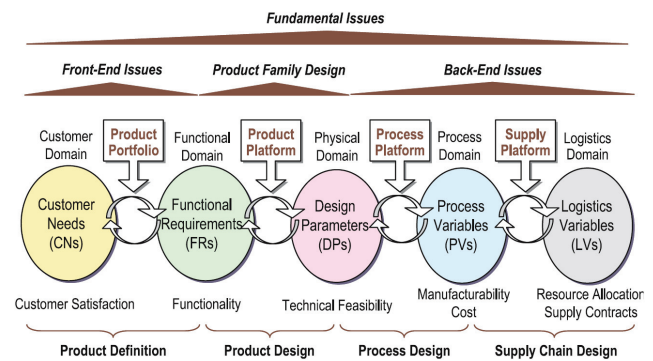 Fundamental Issues
Front-End Issues
Product Family Design
Back-End Issues
Customer
Domain
Product
Portfolio
Functional
Domain
Product
Platform
Physical
Domain
Process
Platform
Process
Domain
Supply
Platform
Logistics
Domain
Customer
Needs
(CNs)
Functional
Requirements
(FRs)
Design
Parameters
(DPs)
Process
Variables
(PVs)
Logistics
Variables
(LVs)
Customer Satisfaction
Functionality
Technical Feasibility
Manufacturability
Cost
Resource Allocation
Supply Contracts
Product Definition
Product Design
Process Design
Supply Chain Design